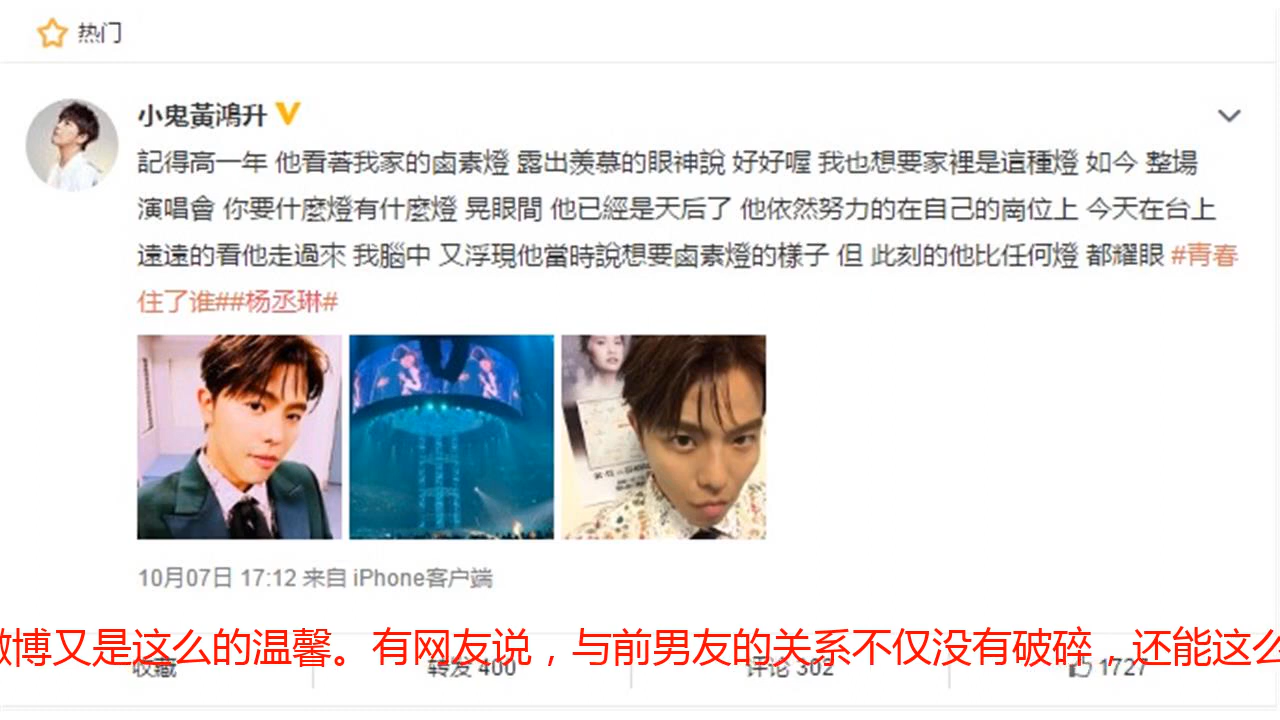 热门
小鬼黃鴻升
記得高一年 他看著我家的鹵素燈 露出羨慕的眼神說 好好喔 我也想要家裡是這種燈 如今 整場
演唱會 你要什麼燈有什麼燈 晃眼間 他已經是天后了 他依然努力的在自己的崗位上 今天在台上
遠遠的看他走過來 我腦中 又浮現他當時說想要鹵素燈的樣子 但 此刻的他比任何燈 都耀眼 #青春
住了谁##杨丞琳#
10月07日 17:12 来自 iPhone客户端
微博又是这么的温馨。有网友说，与前男友的关系不仅没有破碎，还能这么
收藏
转发 400
评论 302
1727